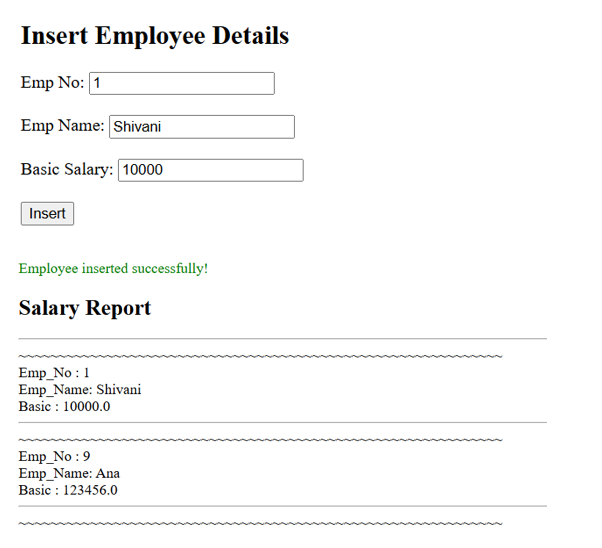 Insert Employee Details
Emp No: 1
Emp Name: Shivani
Basic Salary: 10000
Insert
Employee inserted successfully!
Salary Report
~~~~~~~~~~~~~~~~~~~~~~~~~~~~~~~~~~~~~~~~~~~~~~~~~~~~~~~~~~~~~
Emp_No : 1
Emp_Name: Shivani
Basic : 10000.0
~~~~~~~~~~~~~~~~~~~~~~~~~~~~~~~~~~~~~~~~~~~~~~~~~~~~~~~~~~~~~
Emp_No : 9
Emp_Name: Ana
Basic : 123456.0
~~~~~~~~~~~~~~~~~~~~~~~~~~~~~~~~~~~~~~~~~~~~~~~~~~~~~~~~~~~~~